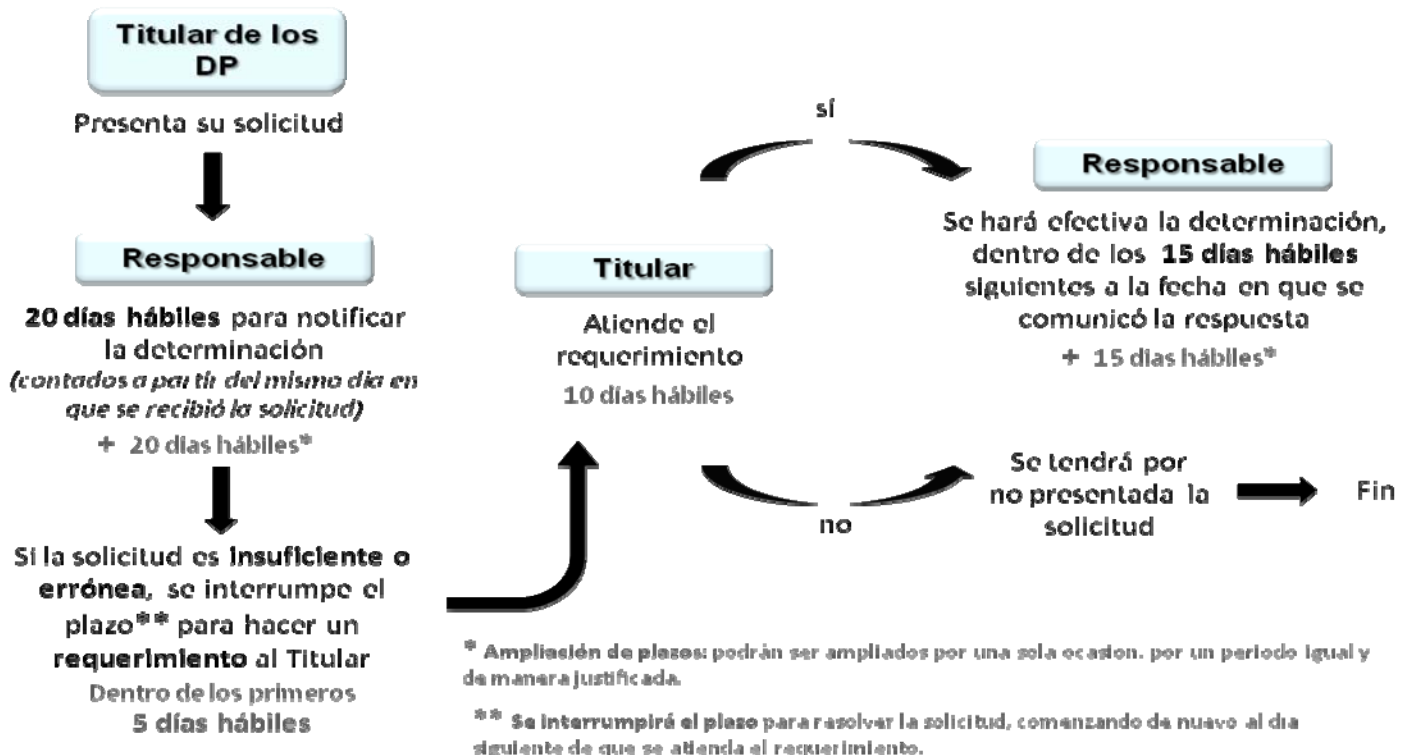 Titular de los
DP
Presenta su solicitud
Responsable
20 días hábiles para notificar
la determinación
(contados a partir del mismo día en
que se recibió la solicitud)
+ 20 días hábiles*
Si la solicitud es insuficiente o
errónea, se interrumpe el
plazo** para hacer un
requerimiento al Titular
Dentro de los primeros
5 días hábiles
Titular
Atiende el
requerimiento
10 días hábiles
sí
Responsable
Se hará efectiva la determinación,
dentro de los 15 días hábiles
siguientes a la fecha en que se
comunicó la respuesta
+ 15 días hábiles*
no
Se tendrá por
no presentada la
solicitud
Fin
* Ampliación de plazos: podrán ser ampliados por una sola ocasion, por un periodo igual y
de manera justificada.
** Se interrumpirá el plazo para resolver la solicitud, comenzando de nuevo al día
siguiente de que se atienda el requerimiento.